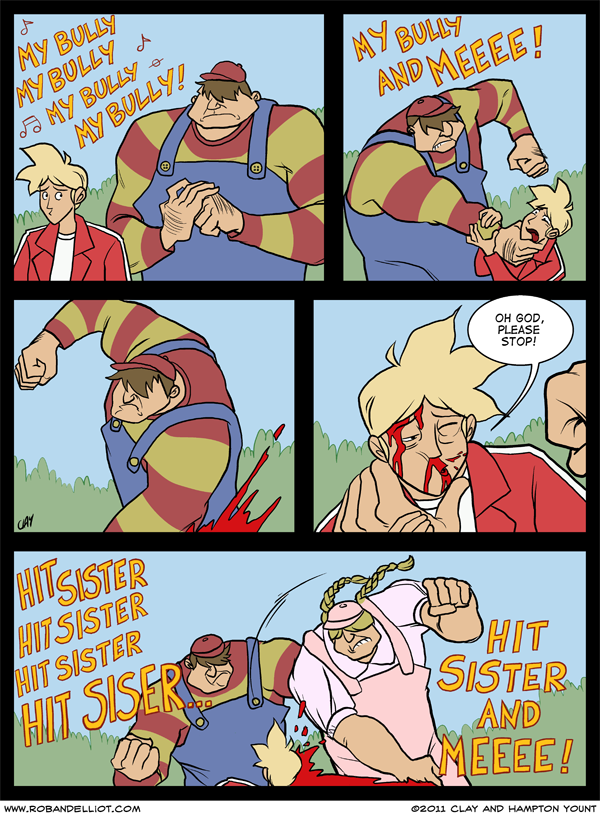 MY BULLY
MY BULLY
MY BULLY
MY BULLY!
MY BULLY
AND MEEEE!
CLAY
OH GOD,
PLEASE
STOP!
HIT SISTER
HIT SISTER
HIT SISTER
HIT SISER...
HIT
SISTER
AND
MEEEE!
WWW.ROBANDELLIOT.COM
©2011 CLAY AND HAMPTON YOUNT